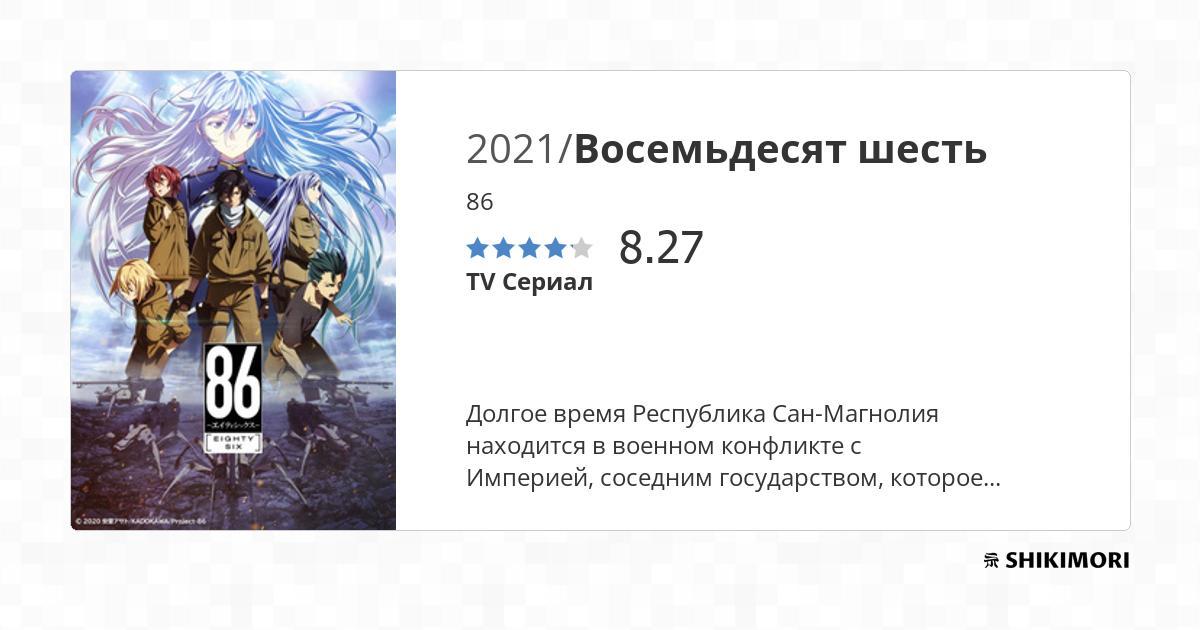 2021/Восемьдесят шесть
86
8.27
TV Сериал
Долгое время Республика Сан-Магнолия
находится в военном конфликте с
Империей, соседним государством, которое...
86
-エイティシックス-
EIGHTY
SIX
© 2020 安里アサト/KADOKAWA/Project-86
SHIKIMORI